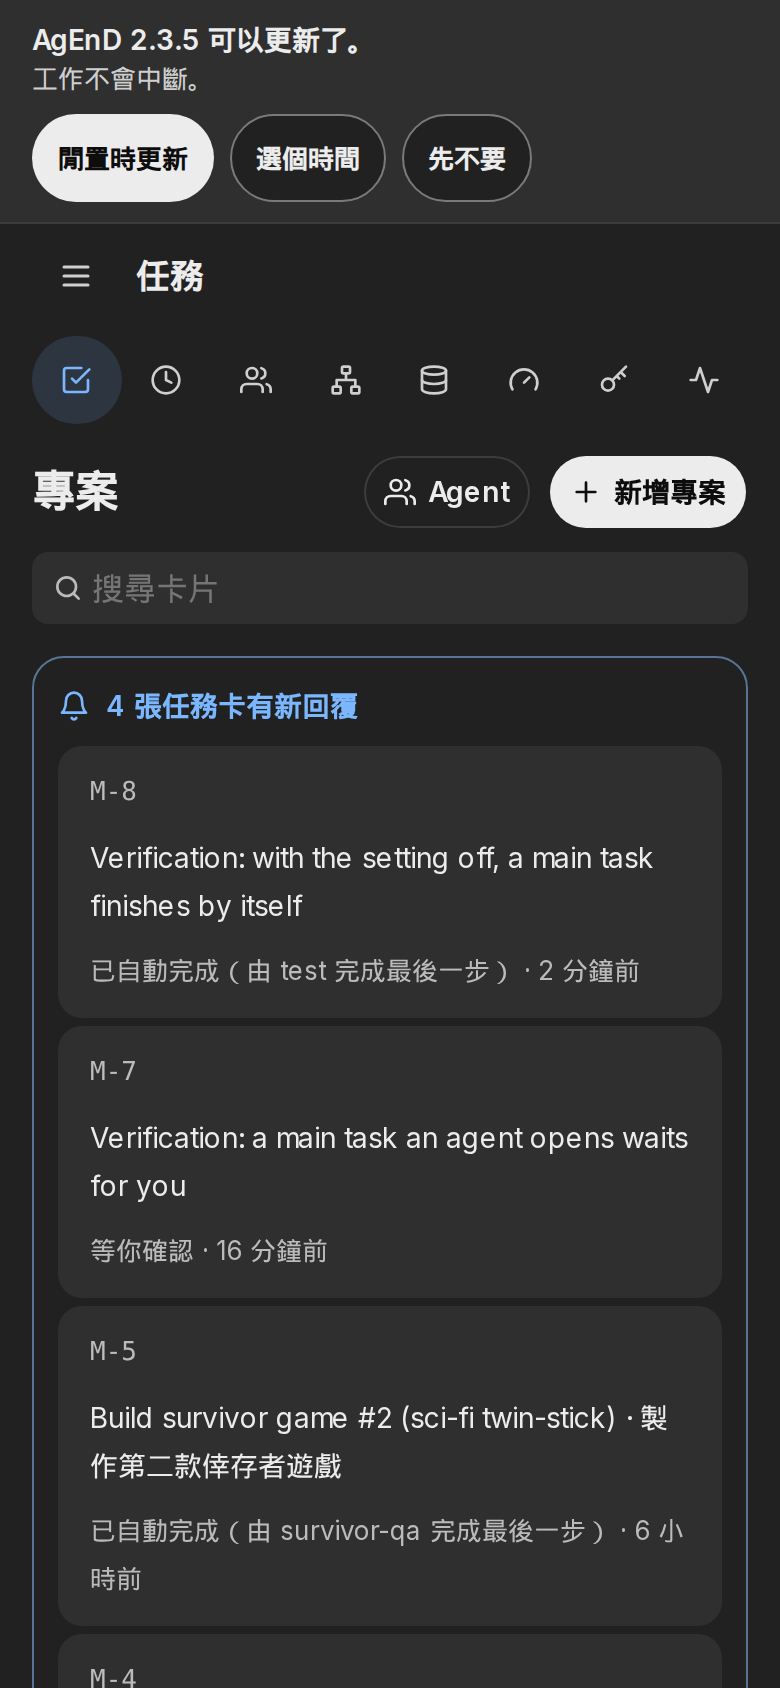 AgEnD 2.3.5 可以更新了。
工作不會中斷。
閒置時更新
選個時間
先不要
任務
專案
Agent
新增專案
搜尋卡片
4 張任務卡有新回覆
M-8
Verification: with the setting off, a main task
finishes by itself
已自動完成（由 test 完成最後一步）· 2 分鐘前
M-7
Verification: a main task an agent opens waits
for you
等你確認 · 16 分鐘前
M-5
Build survivor game #2 (sci-fi twin-stick) · 製
作第二款倖存者遊戲
已自動完成（由 survivor-qa 完成最後一步）· 6 小
時前
M-4